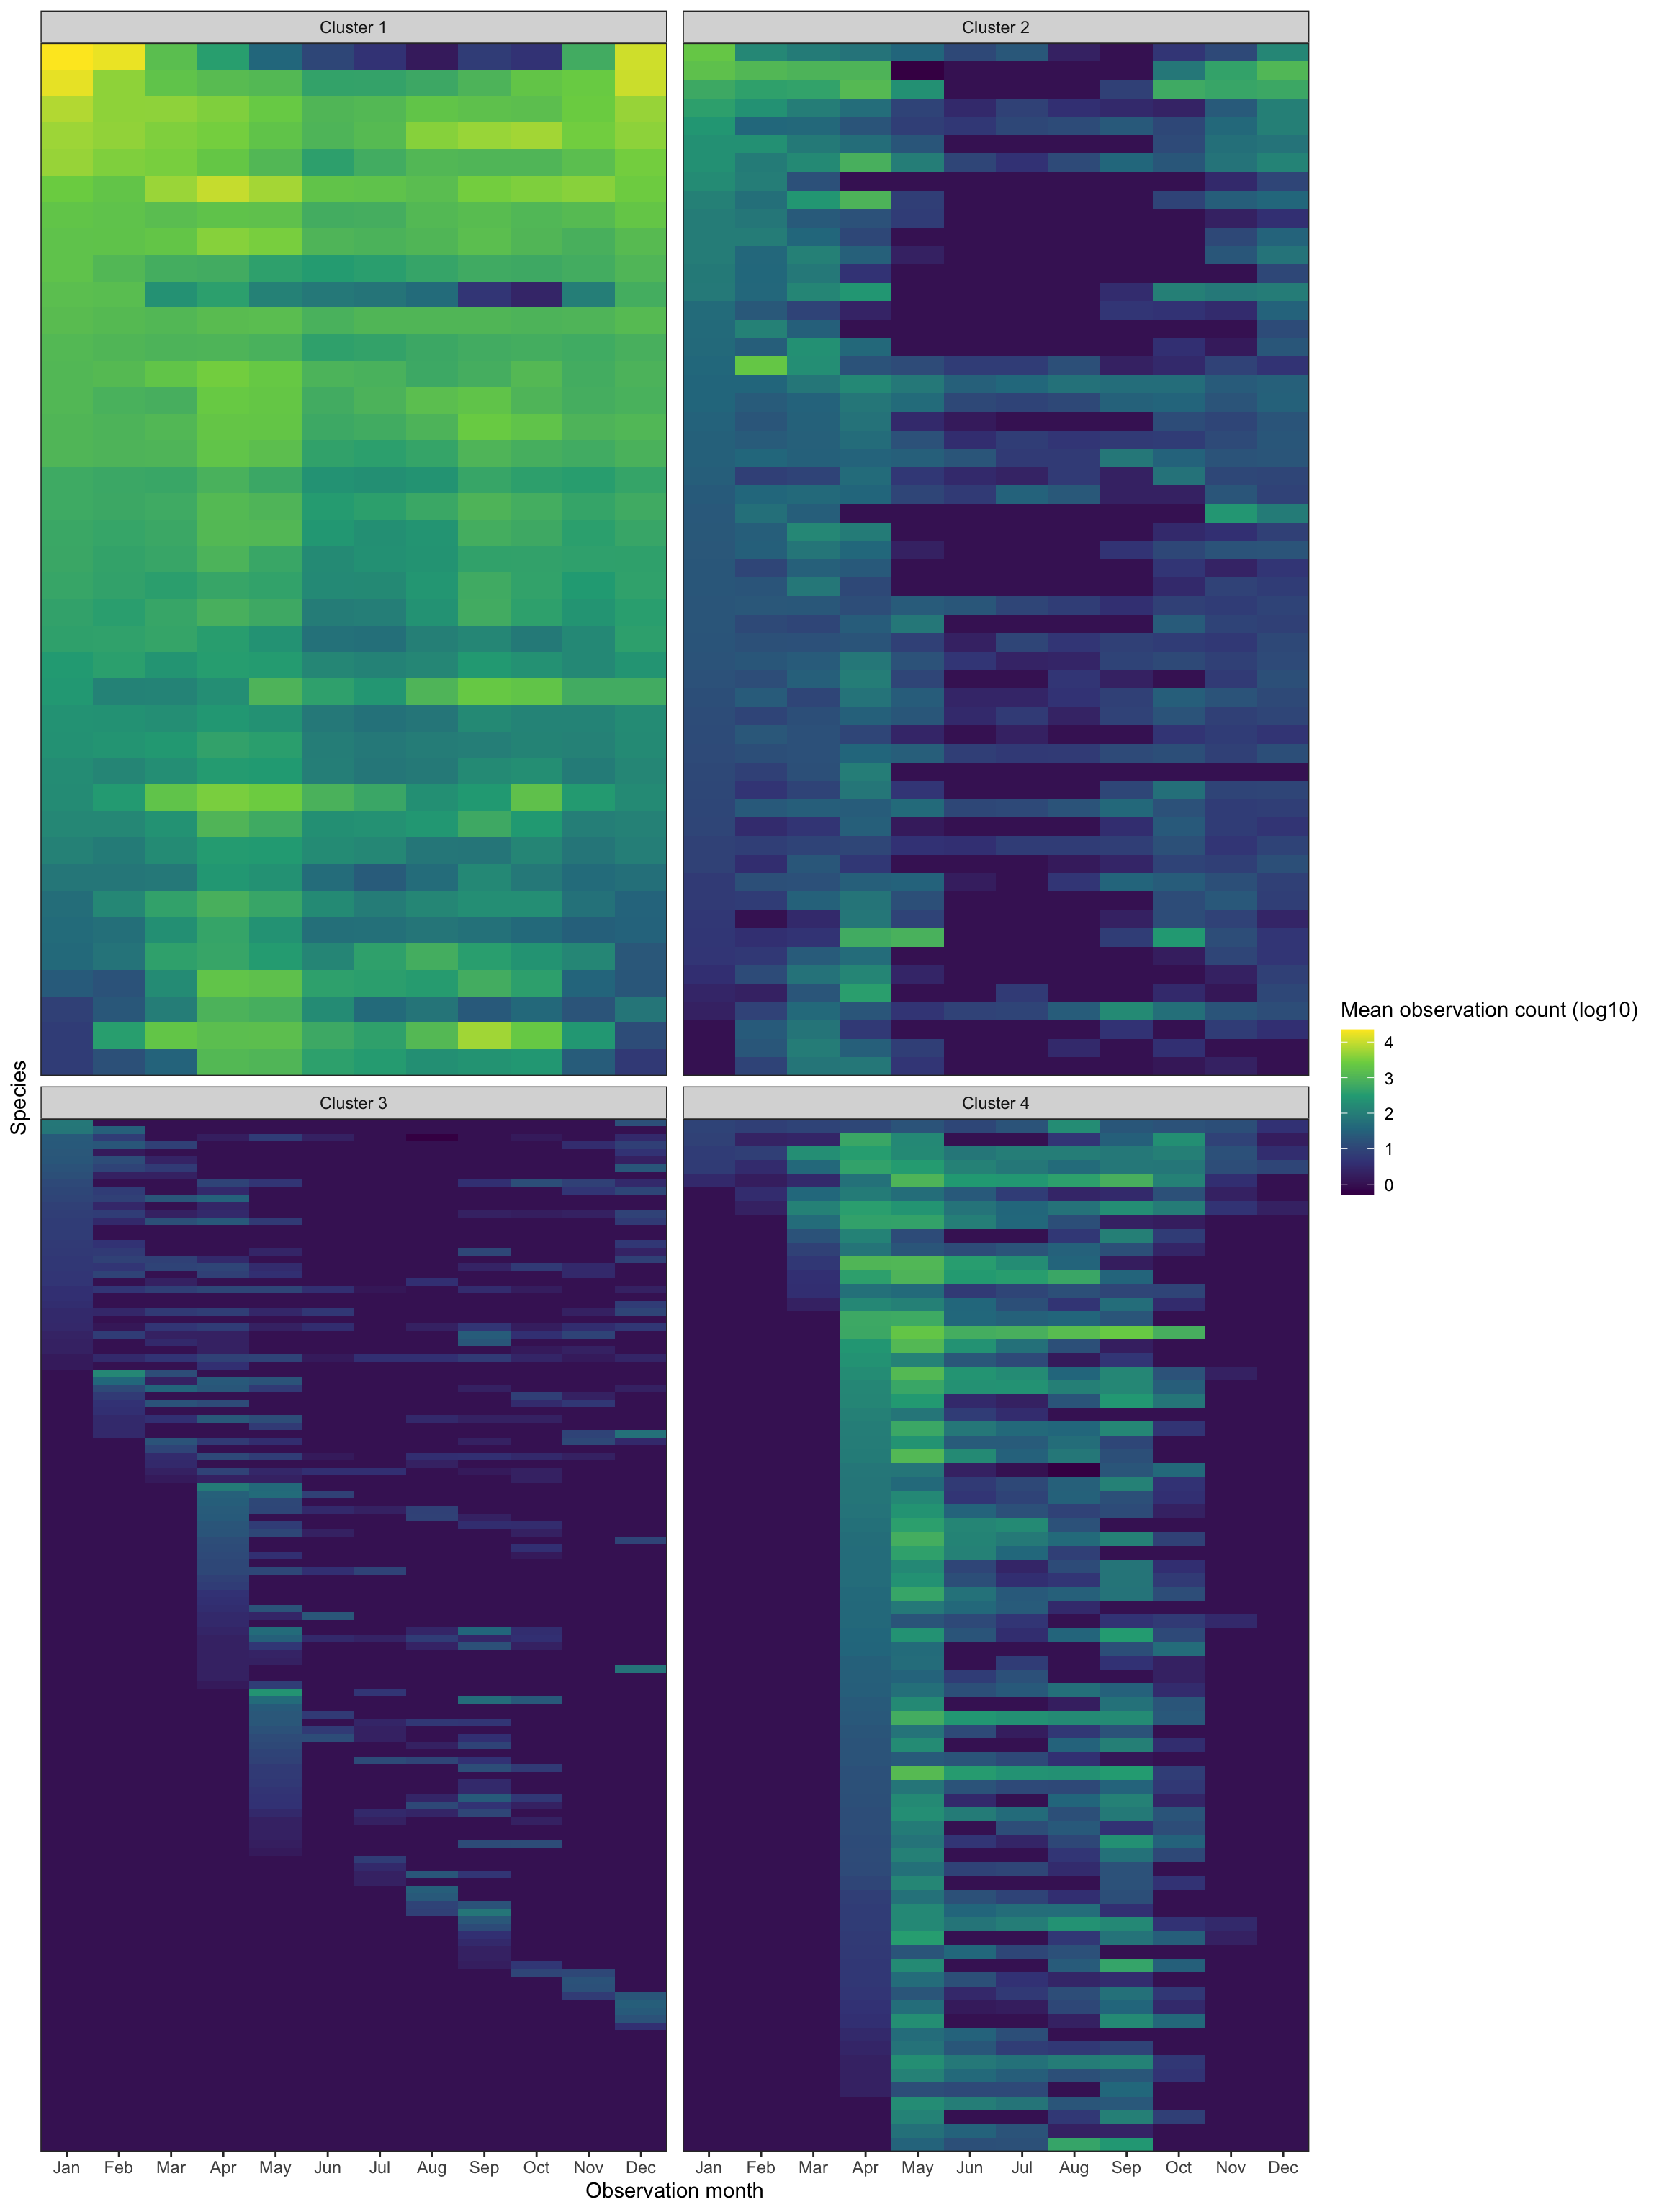 Cluster 1
Cluster 2
Species
Cluster 3
Cluster 4
Mean observation count (log10)
4
3
2
1
0
Jan Feb Mar Apr May Jun Jul Aug Sep Oct Nov Dec
Jan Feb Mar Apr May Jun Jul Aug Sep Oct Nov Dec
Observation month